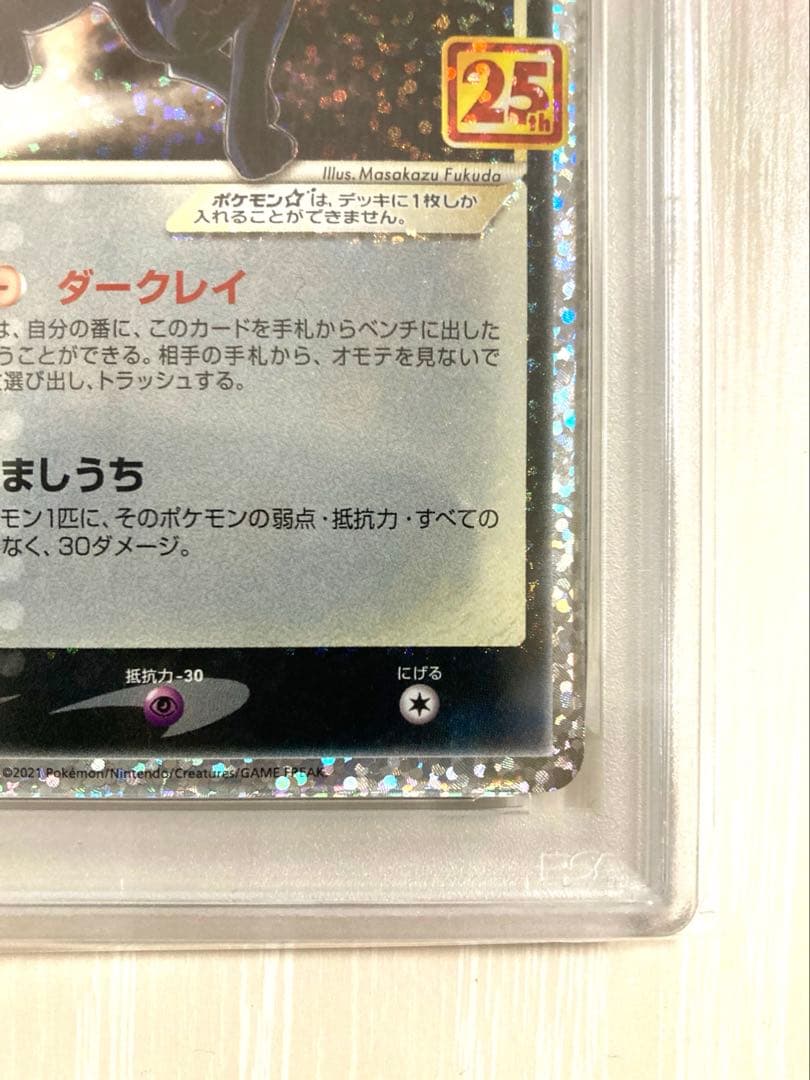 25th
Illus. Masakazu Fukuda
ポケモン☆は、デッキに1枚しか
入れることができません。
ダークレイ
は、自分の番に、このカードを手札からベンチに出した
うことができる。相手の手札から、オモテを見ないで
選び出し、トラッシュする。
ましうち
モン1匹に、そのポケモンの弱点・抵抗力・すべての
なく、30ダメージ。
抵抗力 -30
にげる
©2021 Pokémon/Nintendo/Creatures/GAME FREAK.
PSA